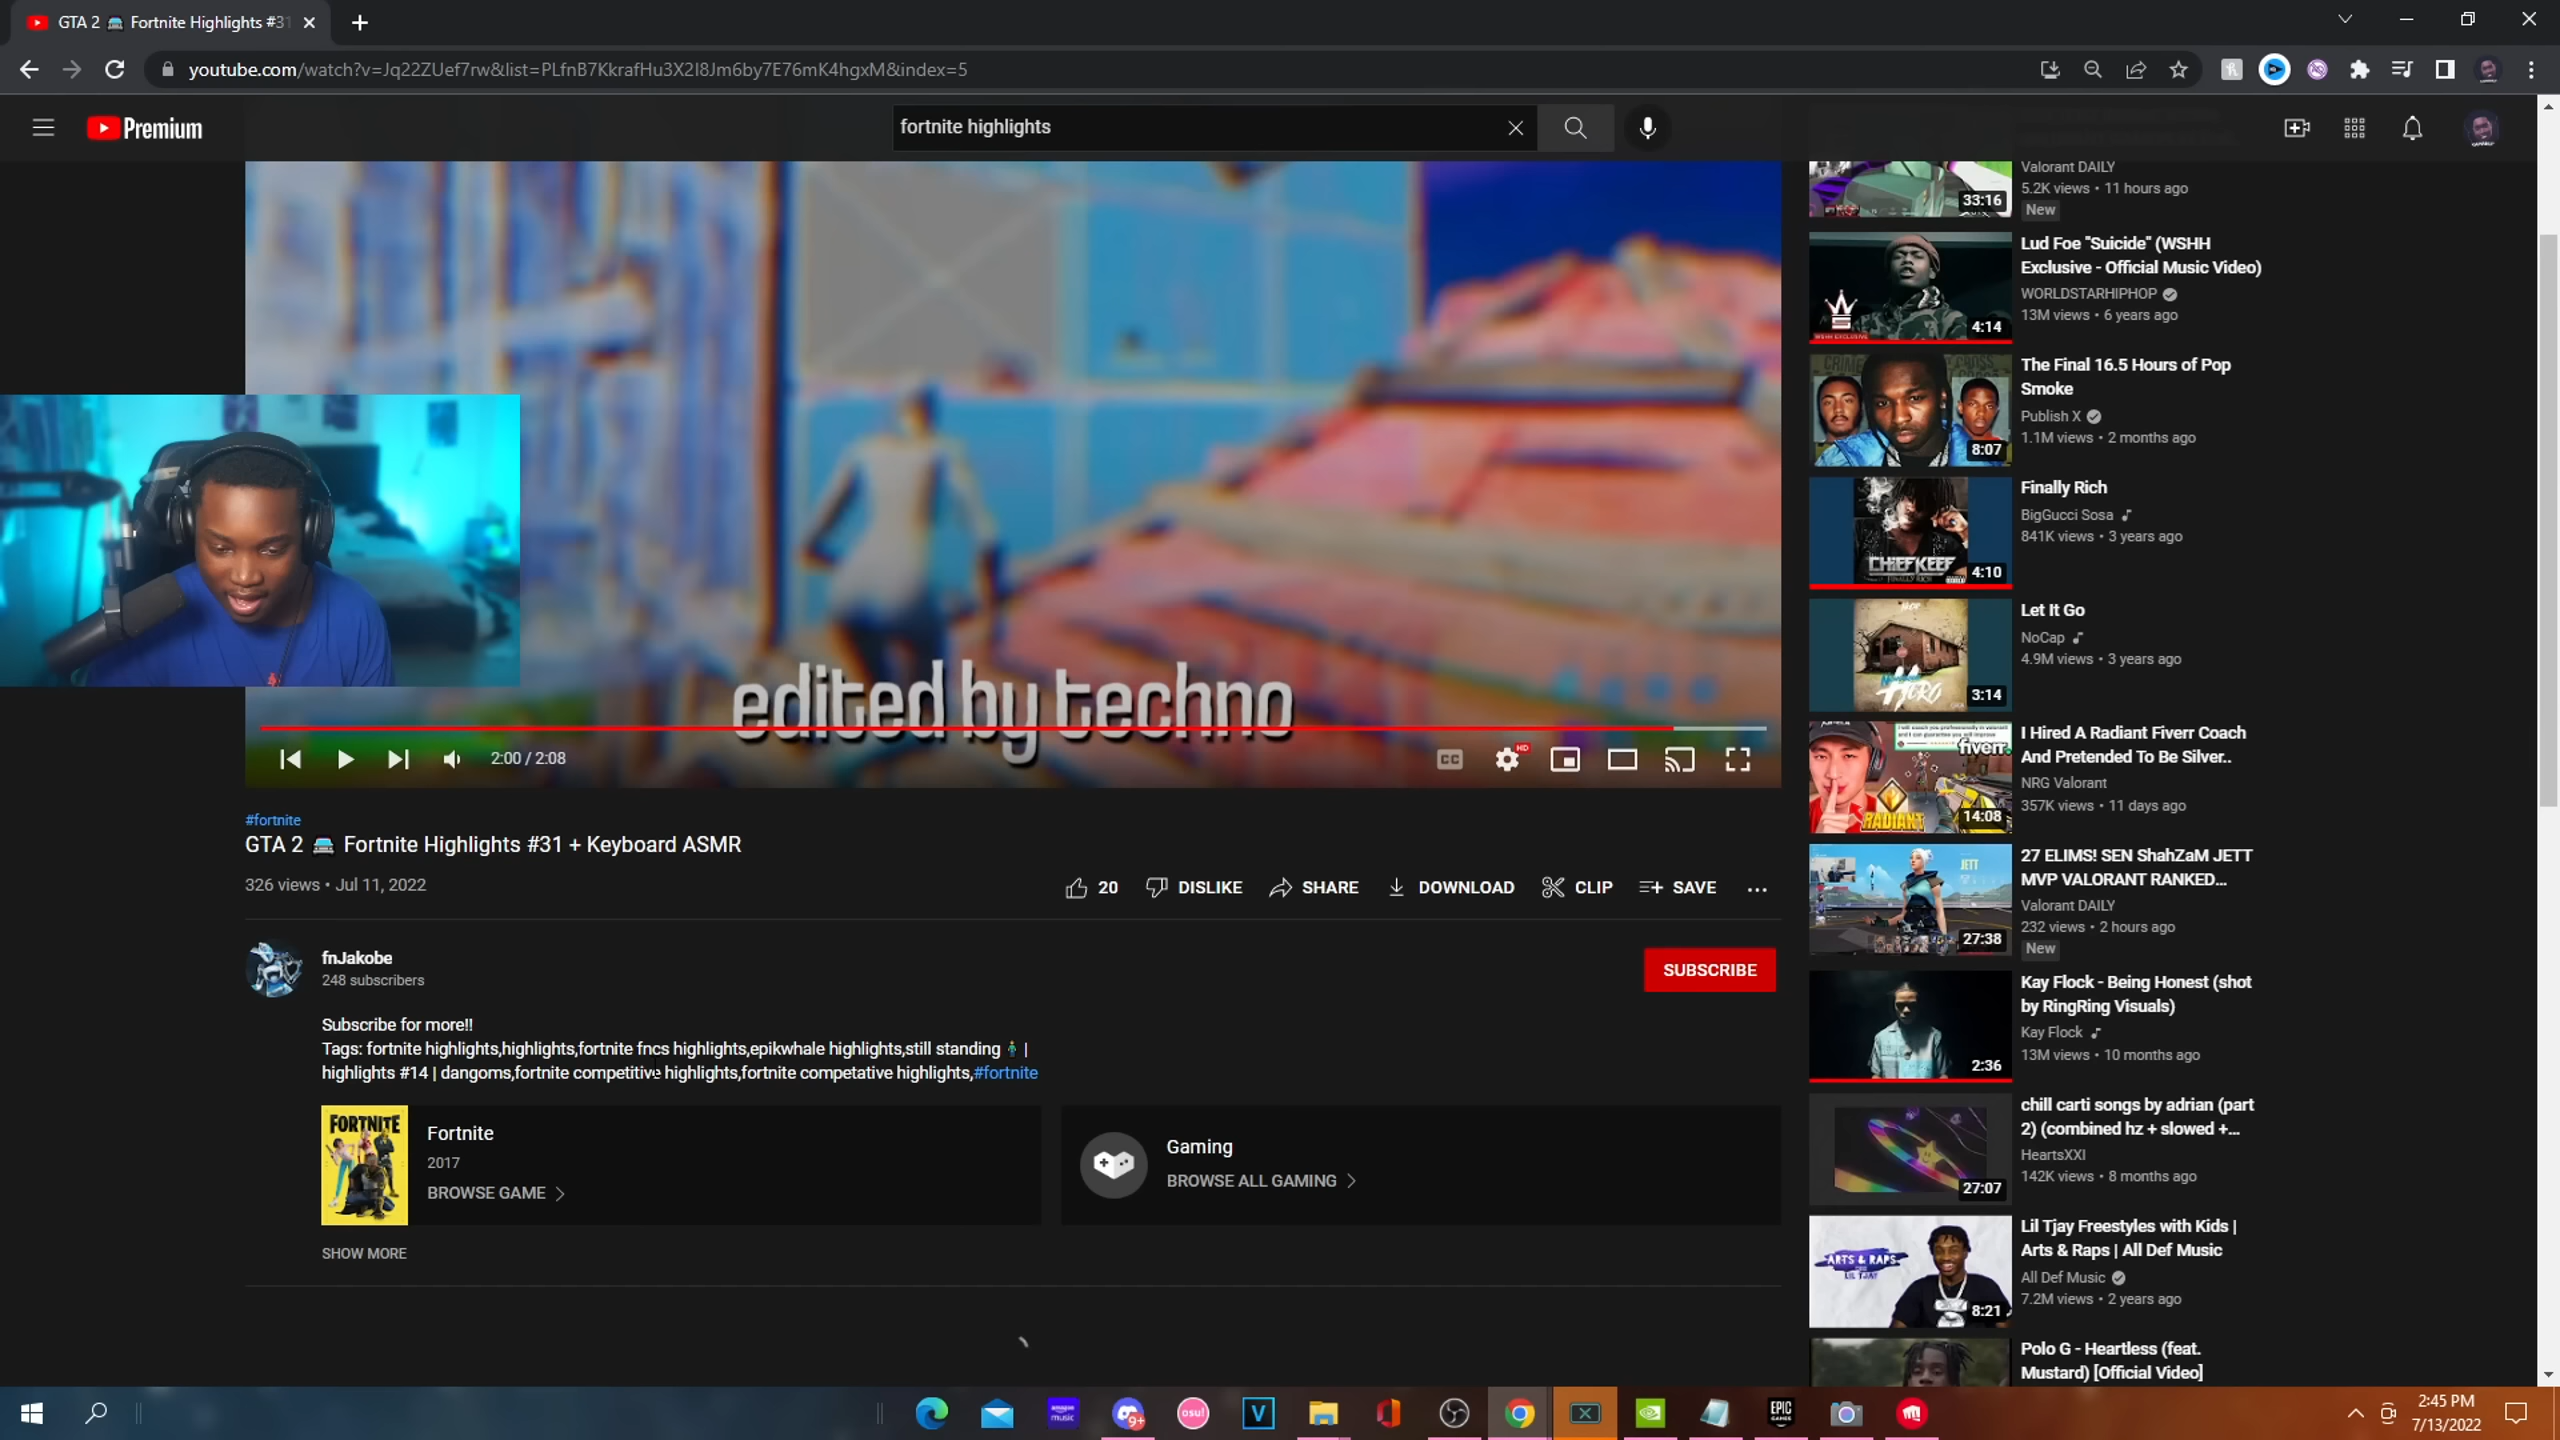 GTA 2 🚘 Fortnite Highlights #31
youtube.com/watch?v=Jq22ZUef7rw&list=PLfnB7KkrafHu3X2I8Jm6by7E76mK4hgxM&index=5
Premium
fortnite highlights
edited by techno
2:00 / 2:08
CC
HD
#fortnite
GTA 2 🚘 Fortnite Highlights #31 + Keyboard ASMR
326 views • Jul 11, 2022
20
DISLIKE
SHARE
DOWNLOAD
CLIP
SAVE
fnJakobe
248 subscribers
SUBSCRIBE
Subscribe for more!!
Tags: fortnite highlights,highlights,fortnite fncs highlights,epikwhale highlights,still standing 🧍‍♂️ |
highlights #14 | dangoms,fortnite competitive highlights,fortnite competative highlights,#fortnite
FORTNITE
Fortnite
2017
BROWSE GAME
Gaming
BROWSE ALL GAMING
SHOW MORE
33:16
Valorant DAILY
5.2K views • 11 hours ago
New
4:14
Lud Foe "Suicide" (WSHH
Exclusive - Official Music Video)
WORLDSTARHIPHOP
13M views • 6 years ago
8:07
The Final 16.5 Hours of Pop
Smoke
Publish X
1.1M views • 2 months ago
CHIEF KEEF
4:10
Finally Rich
BigGucci Sosa
841K views • 3 years ago
3:14
Let It Go
NoCap
4.9M views • 3 years ago
fiverr.
RADIANT
14:08
I Hired A Radiant Fiverr Coach
And Pretended To Be Silver..
NRG Valorant
357K views • 11 days ago
JETT
27:38
27 ELIMS! SEN ShahZaM JETT
MVP VALORANT RANKED...
Valorant DAILY
232 views • 2 hours ago
New
2:36
Kay Flock - Being Honest (shot
by RingRing Visuals)
Kay Flock
13M views • 10 months ago
27:07
chill carti songs by adrian (part
2) (combined hz + slowed +...
HeartsXXI
142K views • 8 months ago
ARTS & RAPS
LIL TJAY
8:21
Lil Tjay Freestyles with Kids |
Arts & Raps | All Def Music
All Def Music
7.2M views • 2 years ago
Polo G - Heartless (feat.
Mustard) [Official Video]
amazon music
9+
osu!
V
EPIC GAMES
2:45 PM
7/13/2022